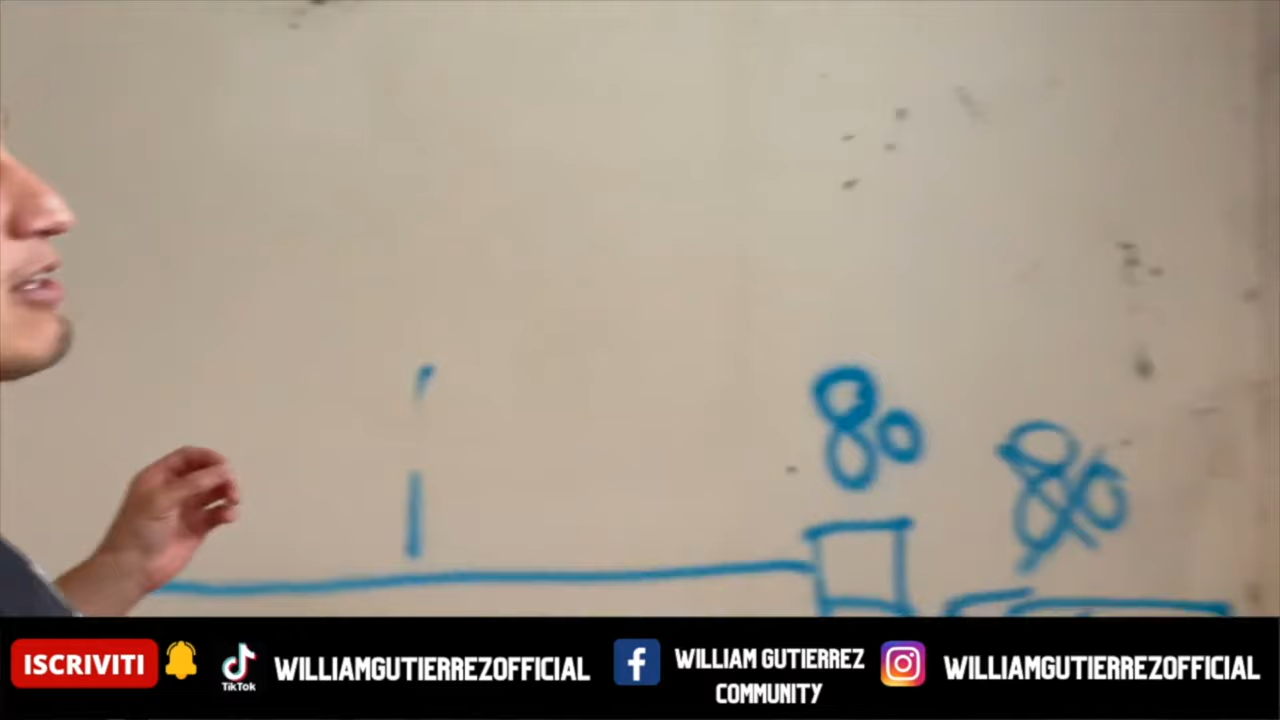 80
80
ISCRIVITI
TikTok
WILLIAMGUTIERREZOFFICIAL
WILLIAM GUTIERREZ
COMMUNITY
WILLIAMGUTIERREZOFFICIAL